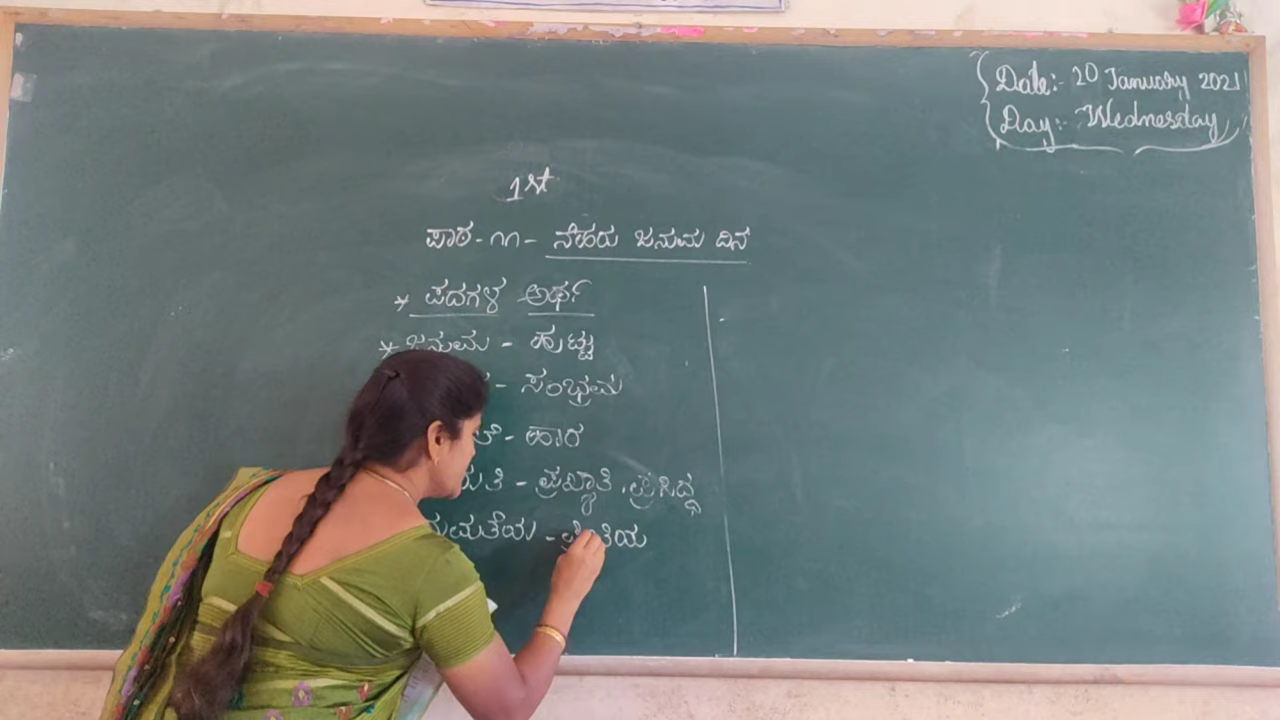 Date:- 20 January 2021
Day:- Wednesday
1st
ಪಾಠ-೧೧- ನೆಹರು ಜನುಮ ದಿನ
* ಪದಗಳ ಅರ್ಥ
* ಜನುಮ - ಹುಟ್ಟು
- ಸಂಭ್ರಮ
- ಹಾರ
- ಪ್ರಖ್ಯಾತಿ, ಪ್ರಸಿದ್ಧ